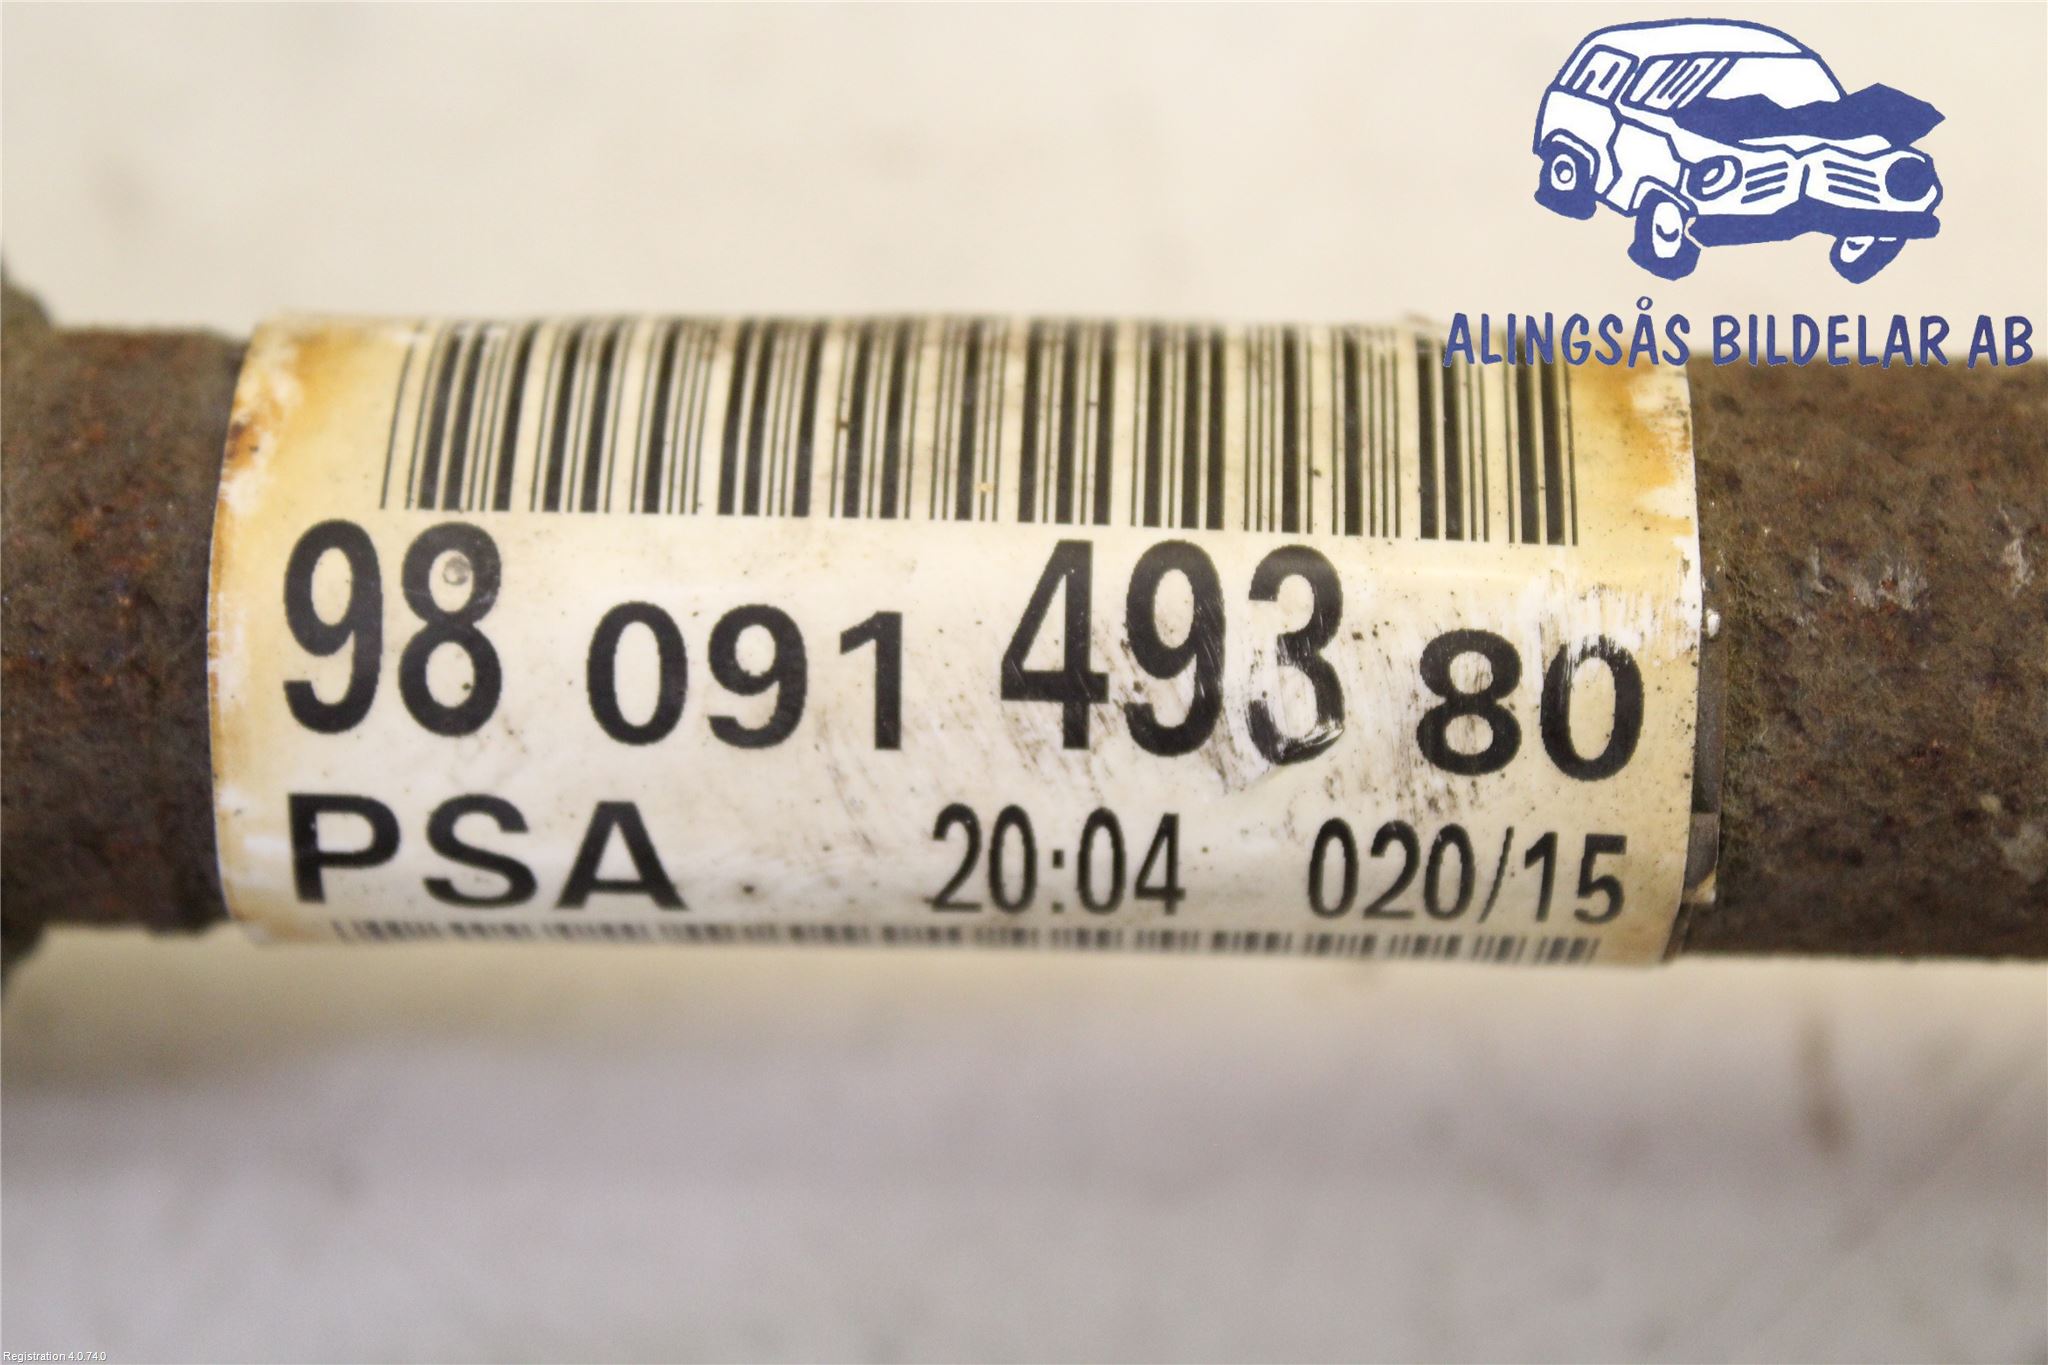 ALINGSÅS BILDELAR AB
98 091 493 80
PSA 20:04 020/15
Registration 4.0.74.0